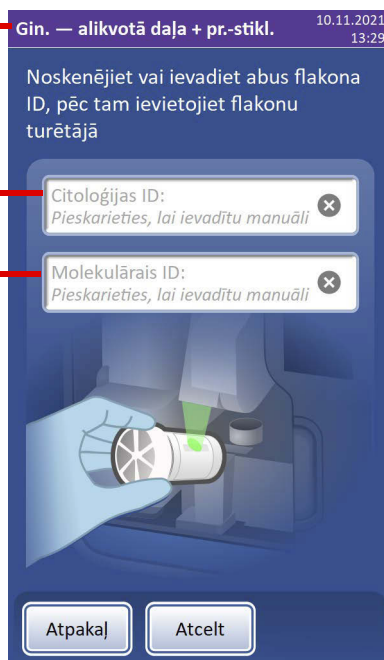 Gin. — alikvotā daļa + pr.-stikl.
10.11.2021
13:29
Noskenējiet vai ievadiet abus flakona
ID, pēc tam ievietojiet flakonu
turētājā
Citoloģijas ID:
Pieskarieties, lai ievadītu manuāli
Molekulārais ID:
Pieskarieties, lai ievadītu manuāli
Atpakaļ
Atcelt